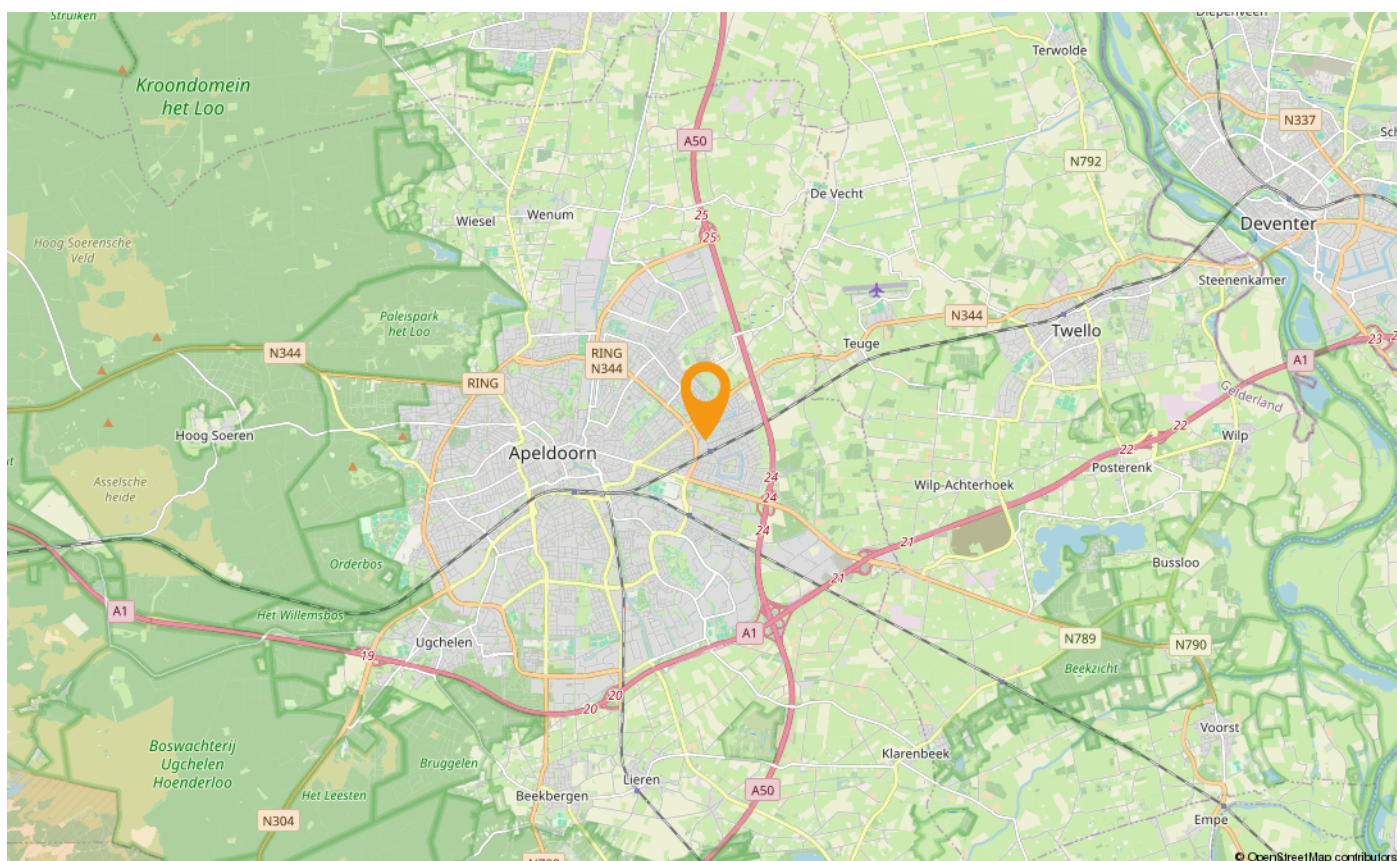 Struiken
Diepenveen
Terwolde
Kroondomein
het Loo
N337
A50
N792
De Vecht
Wiesel
Wenum
25
25
Deventer
Hoog Soerensche
Veld
Steenenkamer
Paleispark
het Loo
N344
Twello
Teuge
N344
RING
N344
RING
23
A1
Gelderland
Hoog Soeren
22
22
Wilp
Apeldoorn
Posterenk
Asselsche
heide
24
24
Wilp-Achterhoek
24
21
Orderbos
21
Bussloo
A1
Het Willemsbos
A1
N789
N790
Ugchelen
19
Beekzicht
20
20
Boswachterij
Ugchelen
Hoenderloo
Bruggelen
Voorst
Klarenbeek
Lieren
Het Leesten
Beekbergen
A50
N304
Empe
© OpenStreetMap contributors